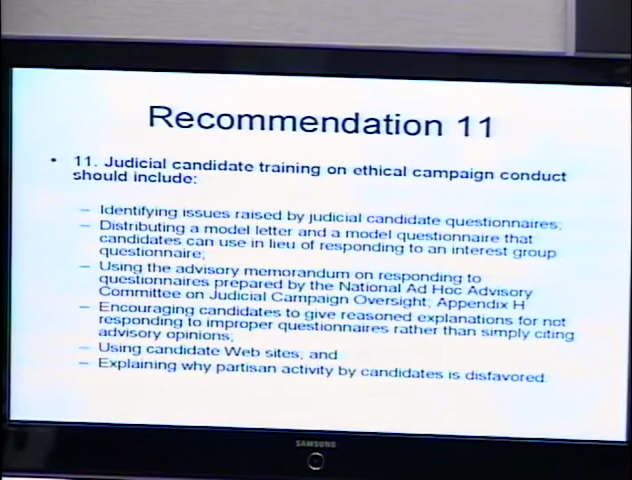 Recommendation 11
• 11. Judicial candidate training on ethical campaign conduct
should include:
– Identifying issues raised by judicial candidate questionnaires;
– Distributing a model letter and a model questionnaire that
candidates can use in lieu of responding to an interest group
questionnaire;
– Using the advisory memorandum on responding to
questionnaires prepared by the National Ad Hoc Advisory
Committee on Judicial Campaign Oversight, Appendix H
– Encouraging candidates to give reasoned explanations for not
responding to improper questionnaires rather than simply citing
advisory opinions;
– Using candidate Web sites; and
– Explaining why partisan activity by candidates is disfavored.
SAMSUNG